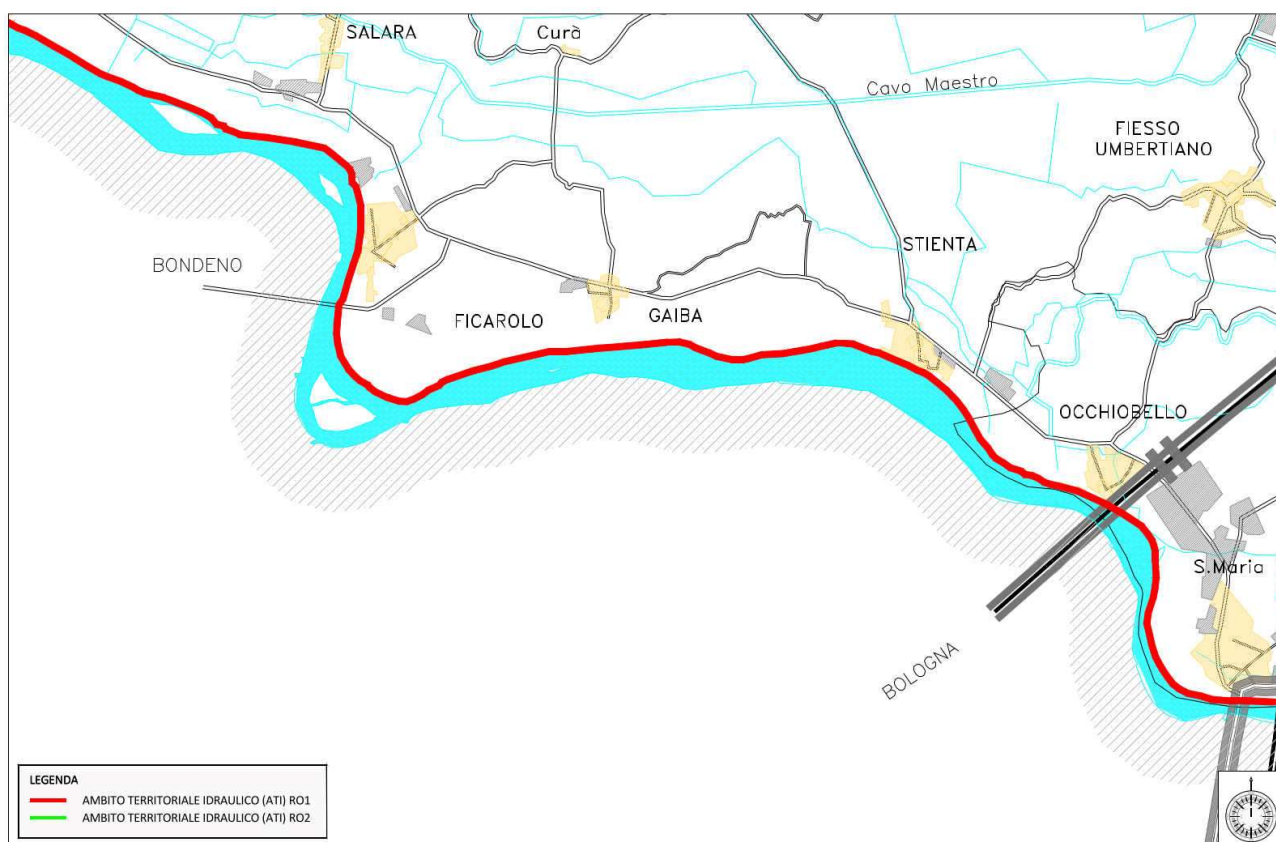 SALARA
Curà
Cavo Maestro
FIESSO
UMBERTIANO
STIENTA
BONDENO
FICAROLO
GAIBA
OCCHIOBELLO
S.Maria
BOLOGNA
LEGENDA
AMBITO TERRITORIALE IDRAULICO (ATI) RO1
AMBITO TERRITORIALE IDRAULICO (ATI) RO2